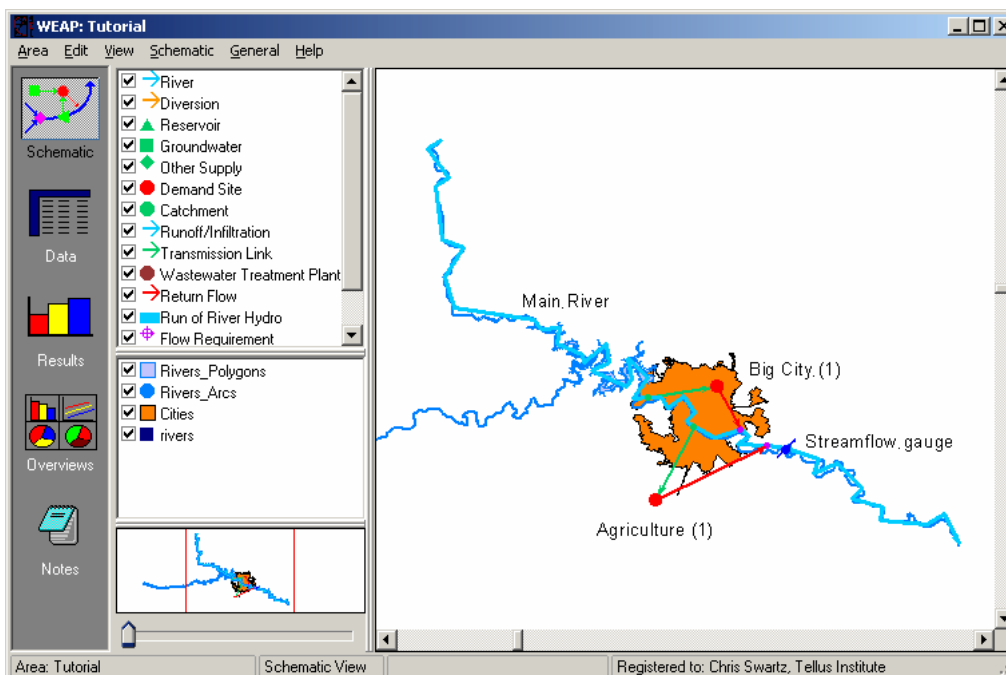 WEAP: Tutorial
Area Edit View Schematic General Help
Schematic
Data
Results
Overviews
Notes
River
Diversion
Reservoir
Groundwater
Other Supply
Demand Site
Catchment
Runoff/Infiltration
Transmission Link
Wastewater Treatment Plant
Return Flow
Run of River Hydro
Flow Requirement
Rivers_Polygons
Rivers_Arcs
Cities
rivers
Main River
Big City (1)
Streamflow gauge
Agriculture (1)
Area: Tutorial Schematic View Registered to: Chris Swartz, Tellus Institute